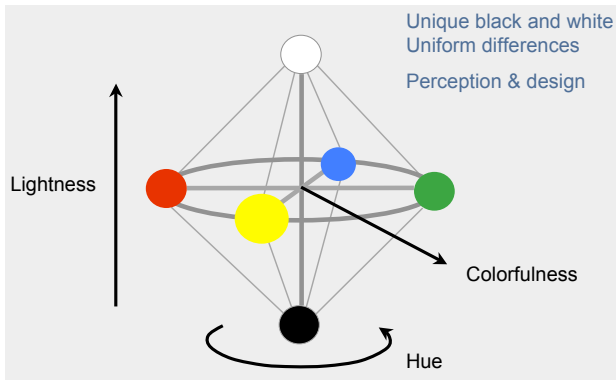 Unique black and white
Uniform differences
Perception & design
Lightness
Colorfulness
Hue